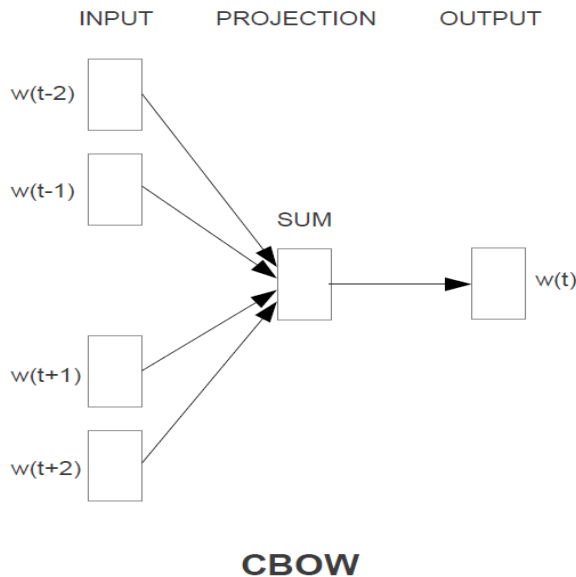 INPUT PROJECTION OUTPUT
w(t-2)
w(t-1)
SUM
w(t)
w(t+1)
w(t+2)
CBOW